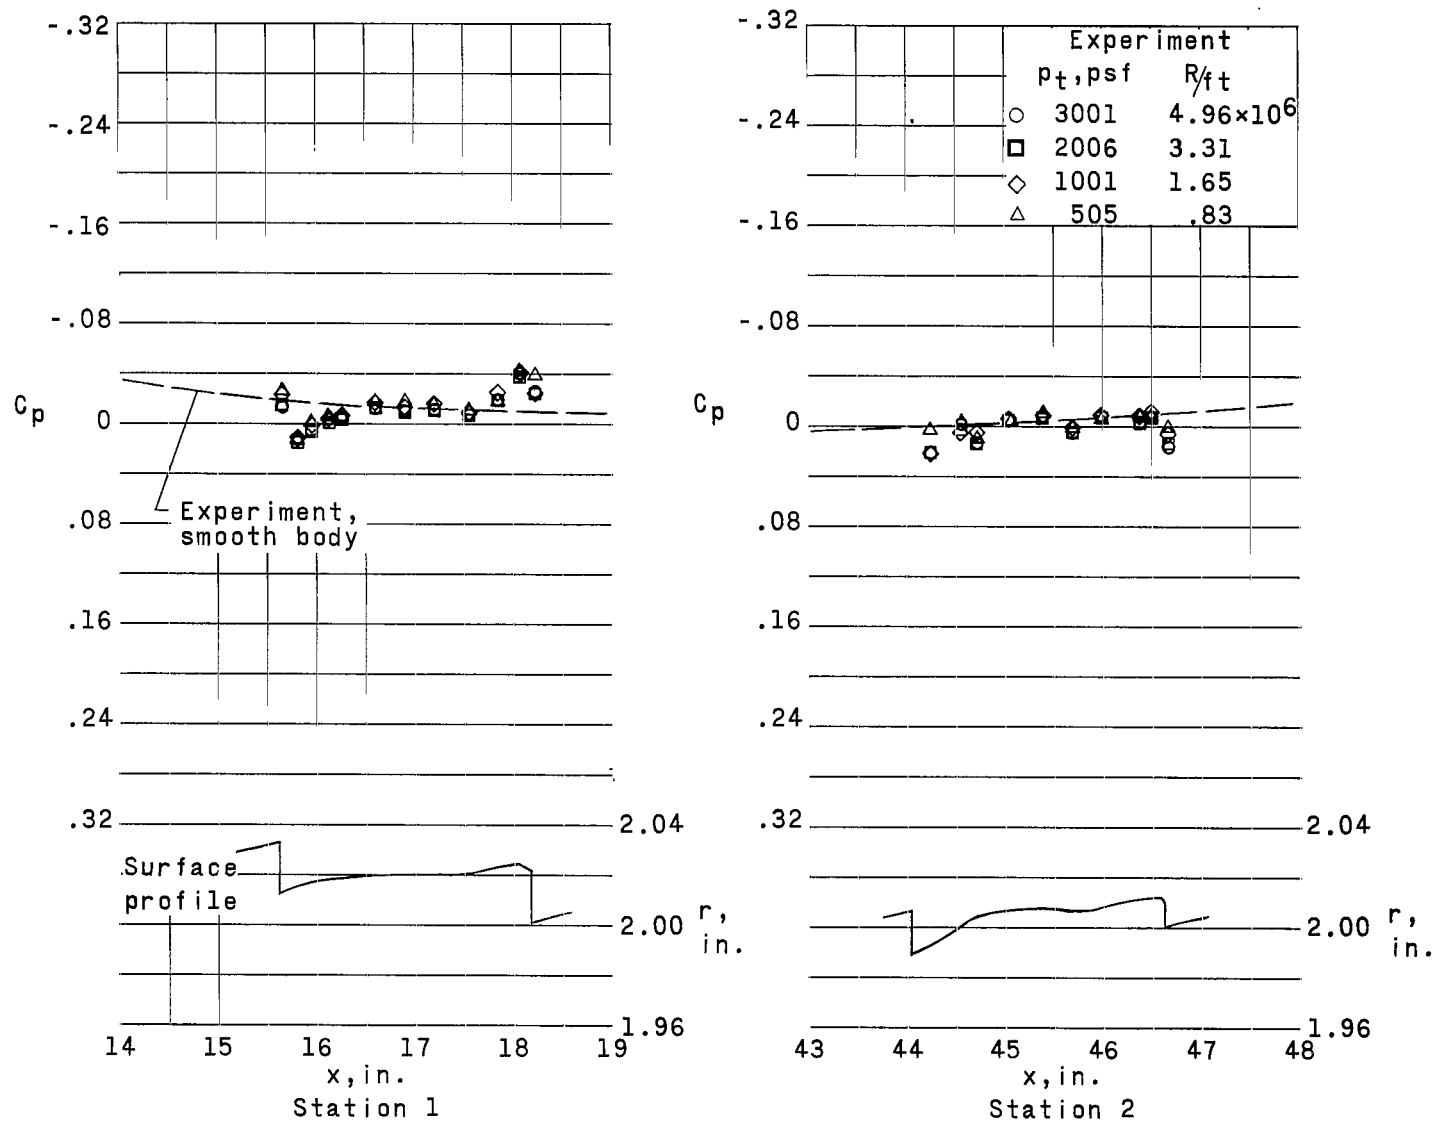 -.32
-.24
-.16
-.08
Cp
0
.08
.16
.24
.32
Experiment,
smooth body
Surface
profile
2.04
2.00
1.96
r,
in.
14 15 16 17 18 19
x,in.
Station 1
-.32
-.24
-.16
-.08
Cp
0
.08
.16
.24
.32
Experiment
pt,psf R/ft
3001 4.96×10⁶
2006 3.31
1001 1.65
505 .83
2.04
2.00
1.96
r,
in.
43 44 45 46 47 48
x,in.
Station 2